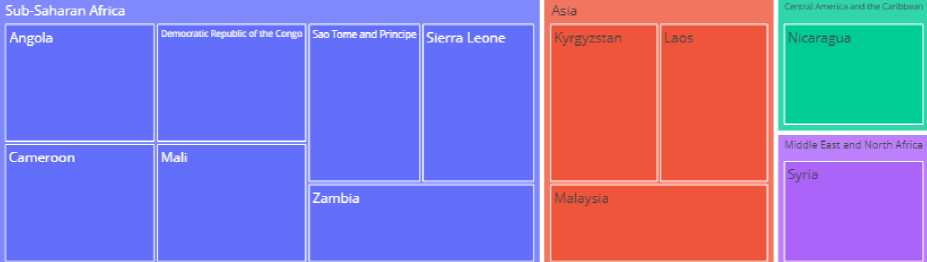 Sub-Saharan Africa
Angola
Democratic Republic of the Congo
Sao Tome and Principe
Sierra Leone
Cameroon
Mali
Zambia
Asia
Kyrgyzstan
Laos
Malaysia
Central America and the Caribbean
Nicaragua
Middle East and North Africa
Syria